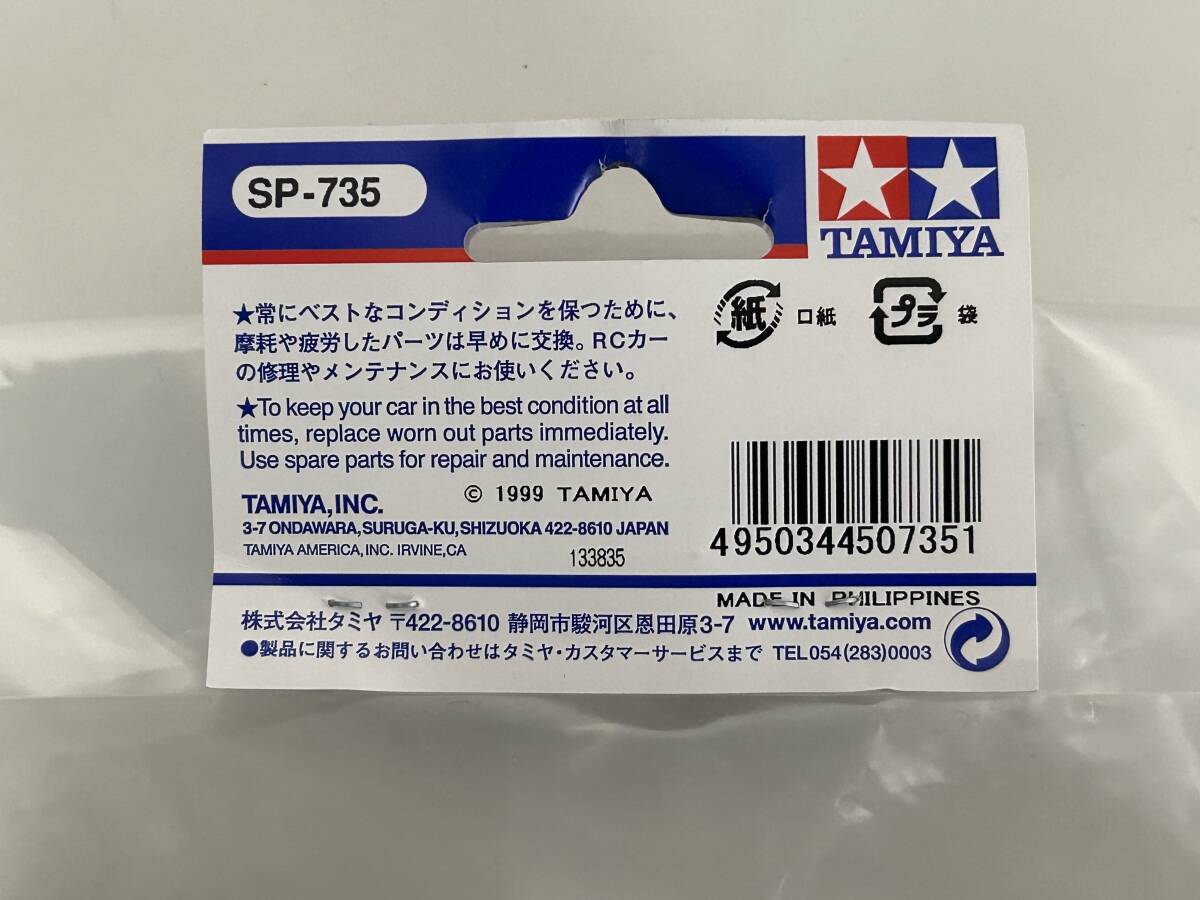 SP-735
TAMIYA
★常にベストなコンディションを保つために、
摩耗や疲労したパーツは早めに交換。RCカー
の修理やメンテナンスにお使いください。
紙 口紙
プラ 袋
★To keep your car in the best condition at all
times, replace worn out parts immediately.
Use spare parts for repair and maintenance.
© 1999 TAMIYA
TAMIYA, INC.
3-7 ONDAWARA, SURUGA-KU, SHIZUOKA 422-8610 JAPAN
TAMIYA AMERICA, INC. IRVINE, CA
133835
4950344507351
MADE IN PHILIPPINES
株式会社タミヤ 〒422-8610 静岡市駿河区恩田原3-7 www.tamiya.com
●製品に関するお問い合わせはタミヤ・カスタマーサービスまで TEL054(283)0003